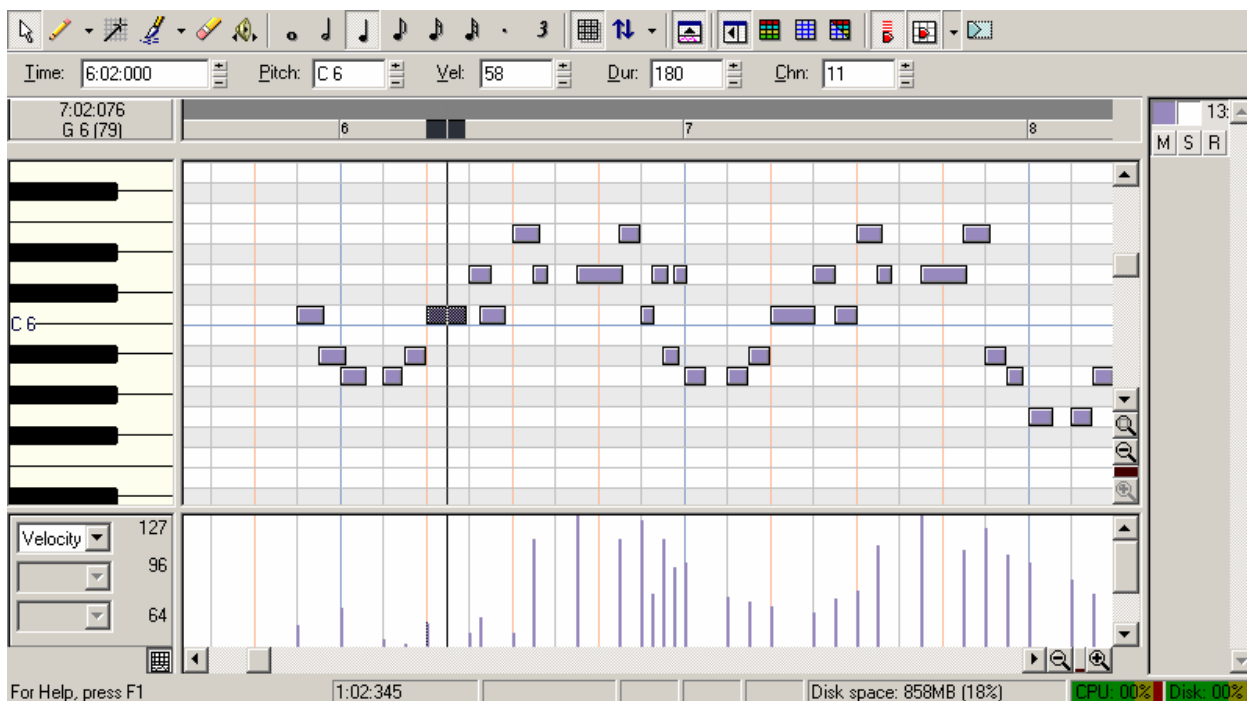 3
Time: 6:02:000 Pitch: C 6 Vel: 58 Dur: 180 Chn: 11
7:02:076
G 6 (79)
6 7 8
13:
M S R
C 6
Velocity 127
96
64
For Help, press F1 1:02:345 Disk space: 858MB (18%) CPU: 00% Disk: 00%